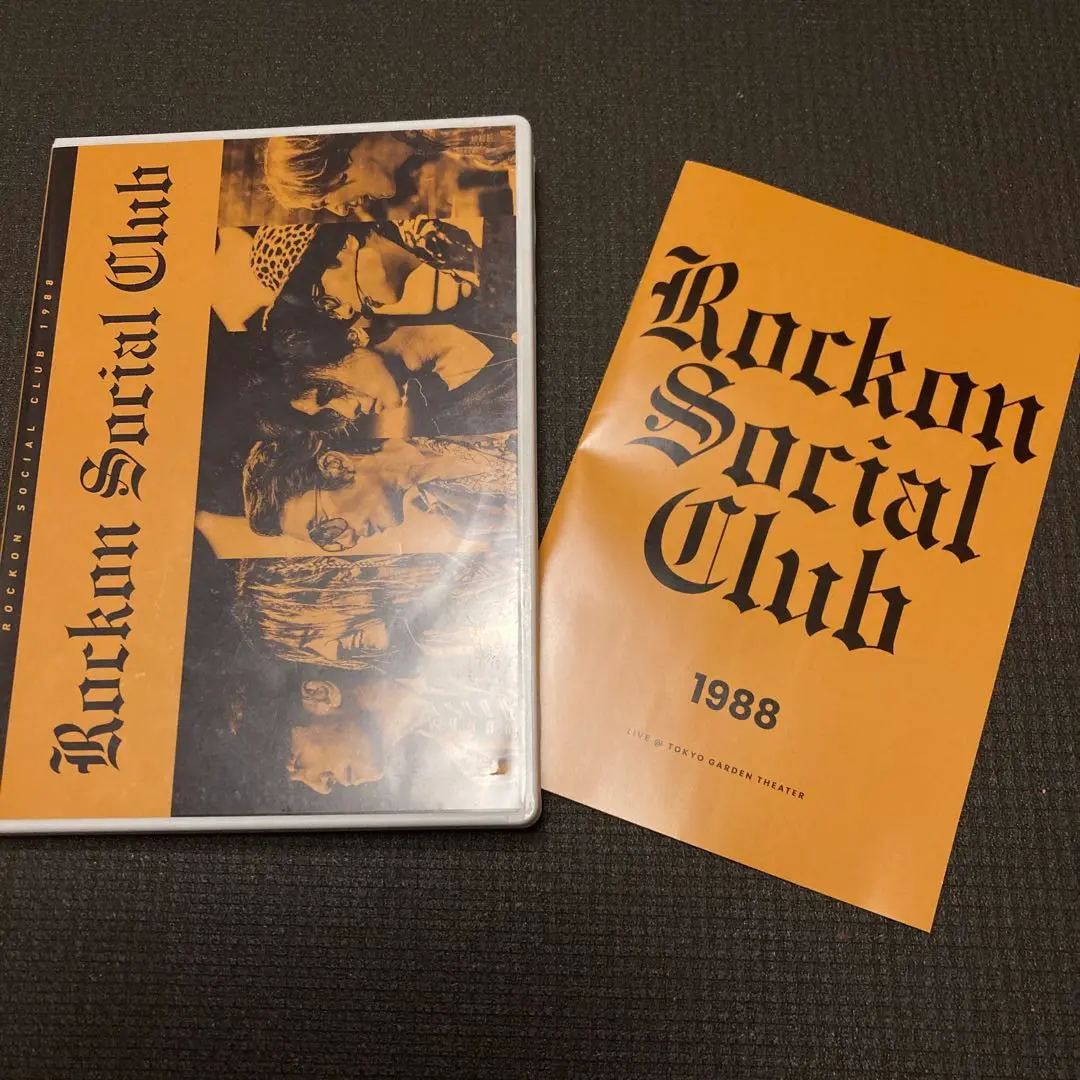 ROCKON SOCIAL CLUB 1988
Rockon Social Club
Rockon
Social
Club
1988
LIVE @ TOKYO GARDEN THEATER